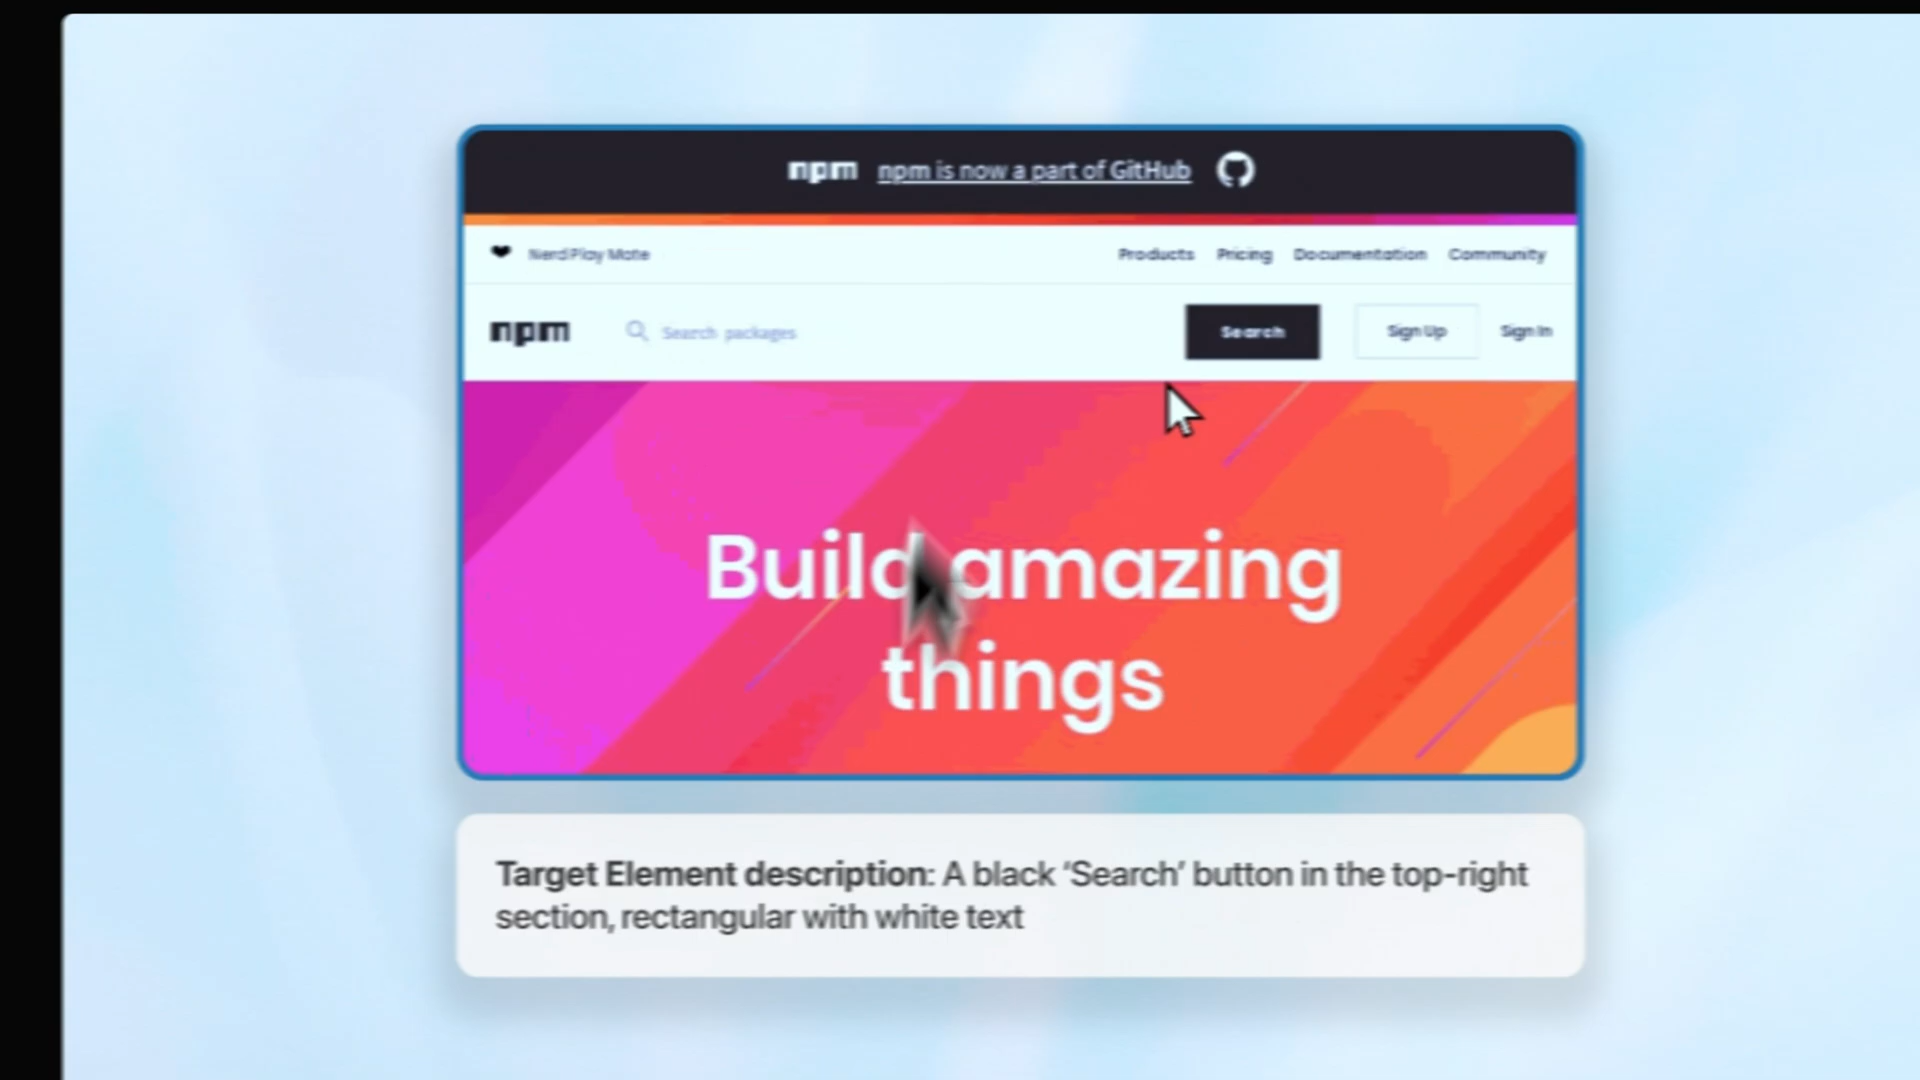 npm npm is now a part of GitHub
Nerd Play Mate Products Pricing Documentation Community
npm Search packages Search Sign Up Sign In
Build amazing
things
Target Element description: A black ‘Search’ button in the top-right
section, rectangular with white text